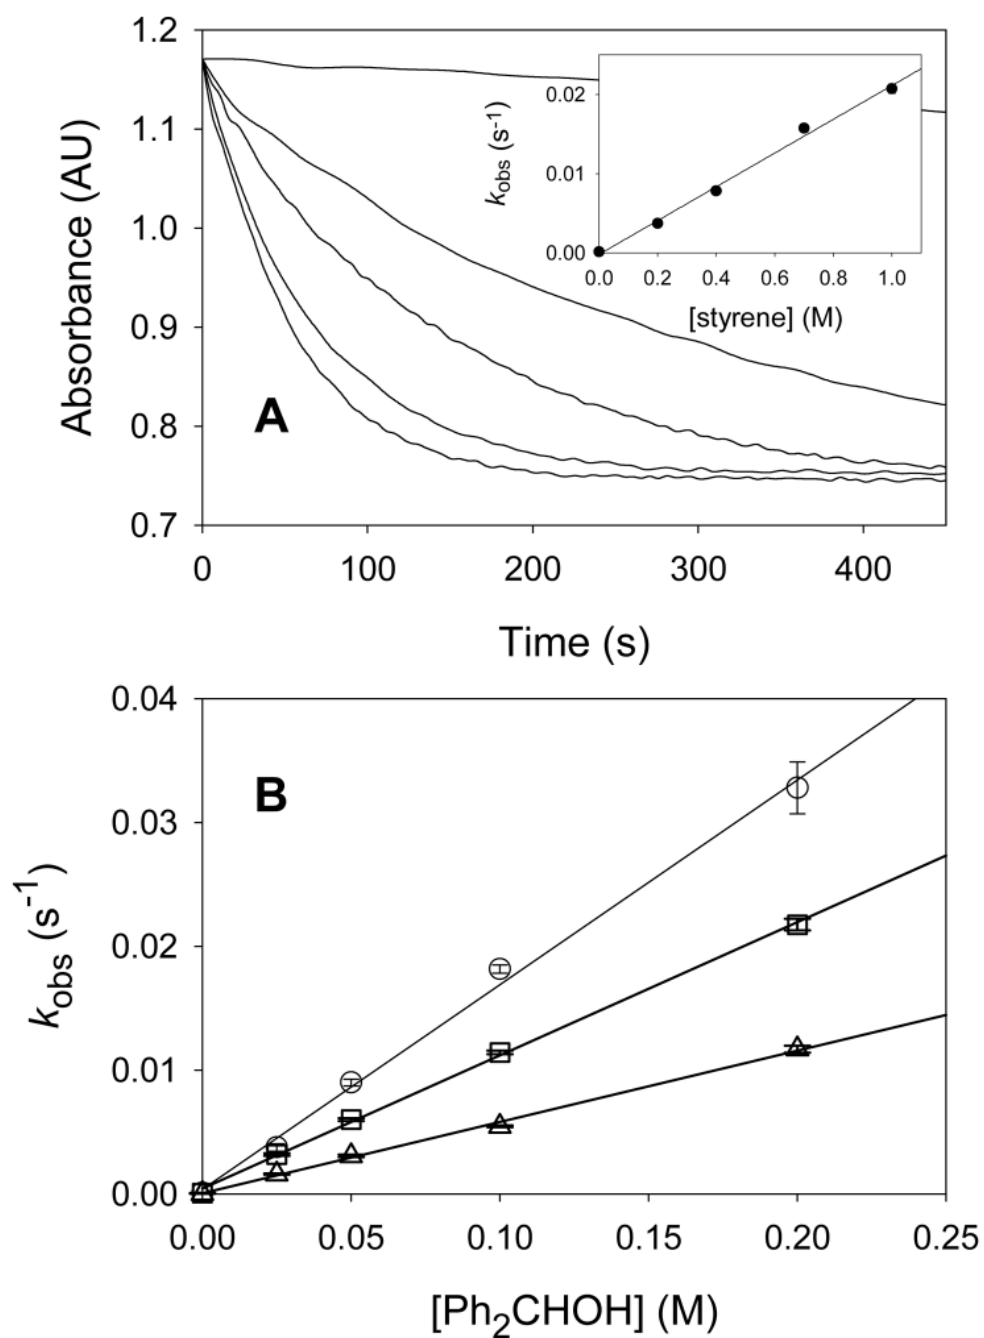 1.2
1.1
1.0
0.9
0.8
0.7
Absorbance (AU)
A
0 100 200 300 400
Time (s)
0.02
0.01
0.00
k_obs (s⁻¹)
0.0 0.2 0.4 0.6 0.8 1.0
[styrene] (M)
0.04
0.03
0.02
0.01
0.00
k_obs (s⁻¹)
B
0.00 0.05 0.10 0.15 0.20 0.25
[Ph₂CHOH] (M)